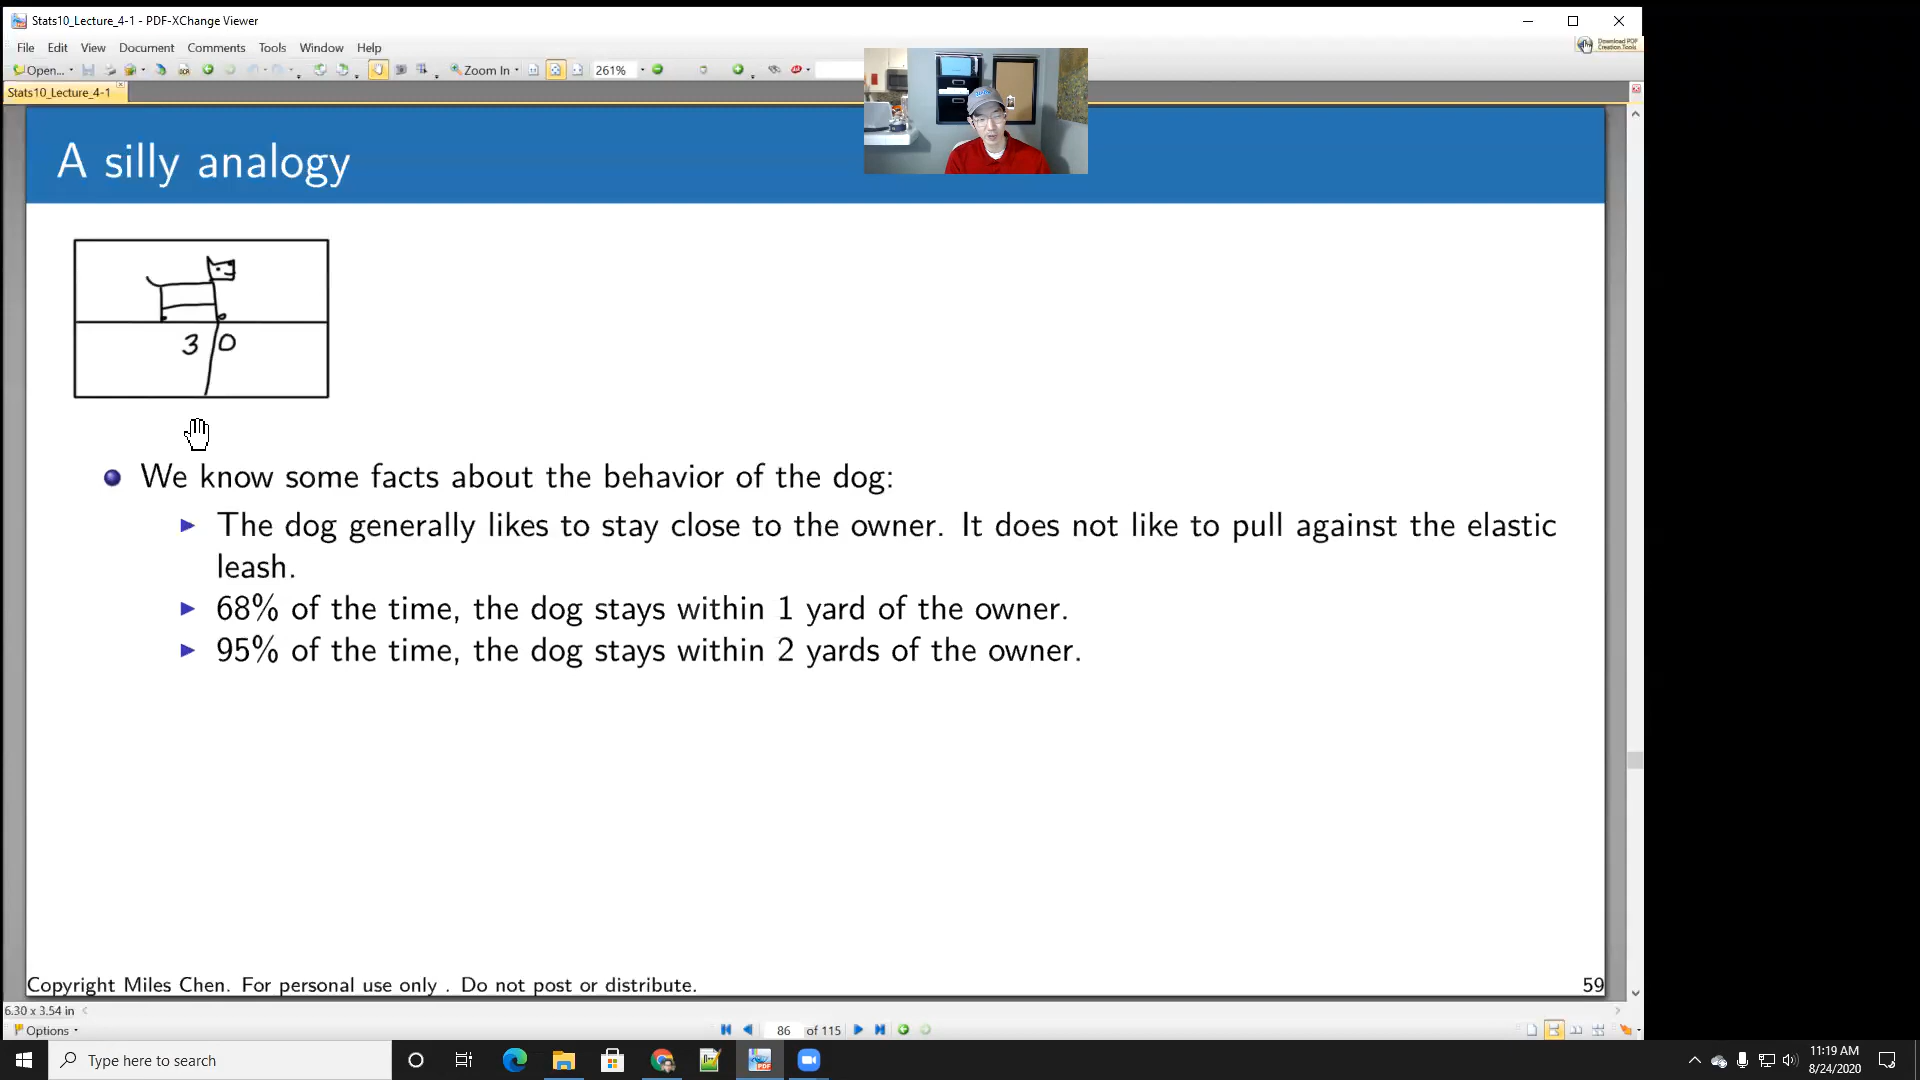 Stats10_Lecture_4-1 - PDF-XChange Viewer
File Edit View Document Comments Tools Window Help
Download PDF
Creation Tools
Open... OCR Zoom In 261%
Stats10_Lecture_4-1
A silly analogy
3 0
We know some facts about the behavior of the dog:
The dog generally likes to stay close to the owner. It does not like to pull against the elastic
leash.
68% of the time, the dog stays within 1 yard of the owner.
95% of the time, the dog stays within 2 yards of the owner.
Copyright Miles Chen. For personal use only . Do not post or distribute.
59
6.30 x 3.54 in
Options
86 of 115
Type here to search
11:19 AM
8/24/2020